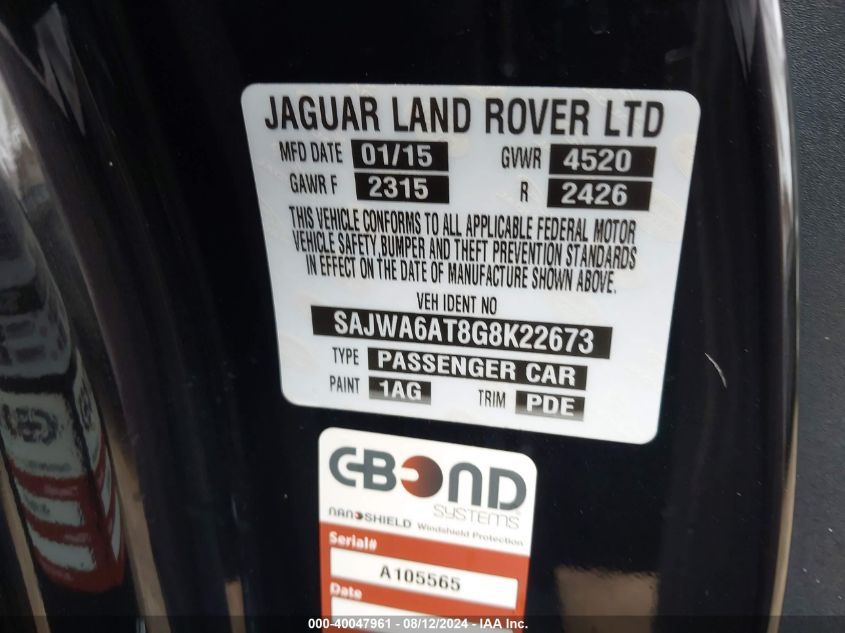 JAGUAR LAND ROVER LTD
MFD DATE 01/15 GVWR 4520
GAWR F 2315 R 2426
THIS VEHICLE CONFORMS TO ALL APPLICABLE FEDERAL MOTOR
VEHICLE SAFETY, BUMPER AND THEFT PREVENTION STANDARDS
IN EFFECT ON THE DATE OF MANUFACTURE SHOWN ABOVE.
VEH IDENT NO
SAJWA6AT8G8K22673
TYPE PASSENGER CAR
PAINT 1AG TRIM PDE
C-BOND
SYSTEMS
NANOSHIELD Windshield Protection
Serial#
A105565
Date
000-40047961 - 08/12/2024 - IAA Inc.